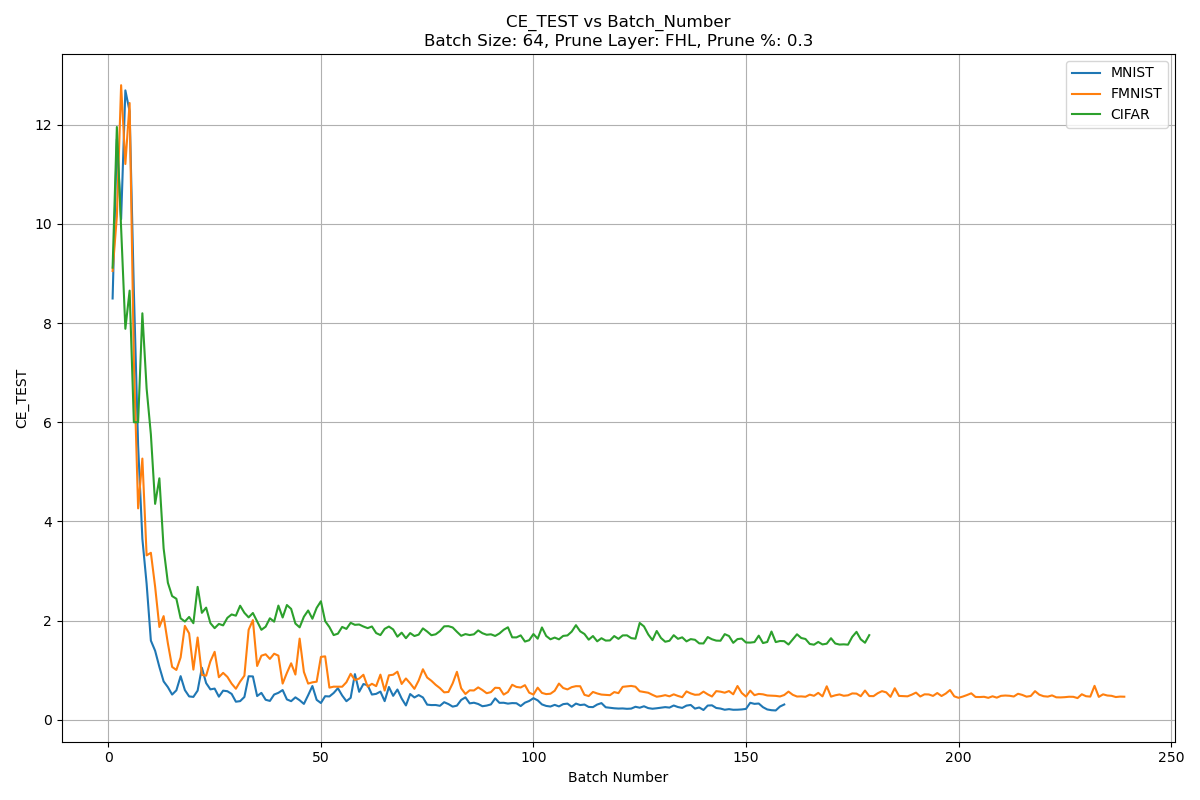 CE_TEST vs Batch_Number
Batch Size: 64, Prune Layer: FHL, Prune %: 0.3
MNIST
FMNIST
CIFAR
12
10
8
6
4
2
0
CE_TEST
0
50
100
150
200
250
Batch Number